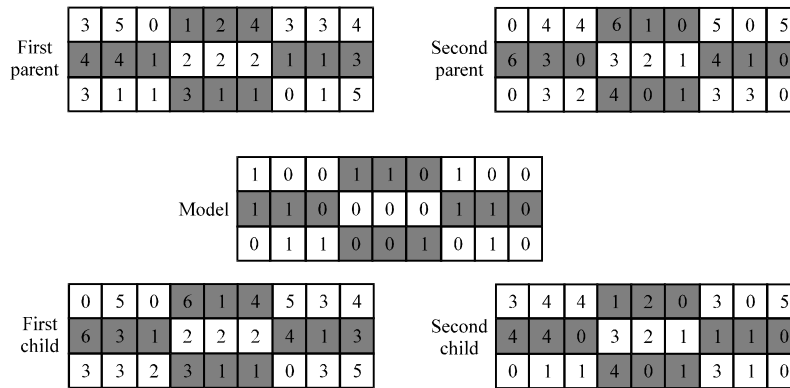 First parent
3 5 0 1 2 4 3 3 4
4 4 1 2 2 2 1 1 3
3 1 1 3 1 1 0 1 5
Second parent
0 4 4 6 1 0 5 0 5
6 3 0 3 2 1 4 1 0
0 3 2 4 0 1 3 3 0
Model
1 0 0 1 1 0 1 0 0
1 1 0 0 0 0 1 1 0
0 1 1 0 0 1 0 1 0
First child
0 5 0 6 1 4 5 3 4
6 3 1 2 2 2 4 1 3
3 3 2 3 1 1 0 3 5
Second child
3 4 4 1 2 0 3 0 5
4 4 0 3 2 1 1 1 0
0 1 1 4 0 1 3 1 0